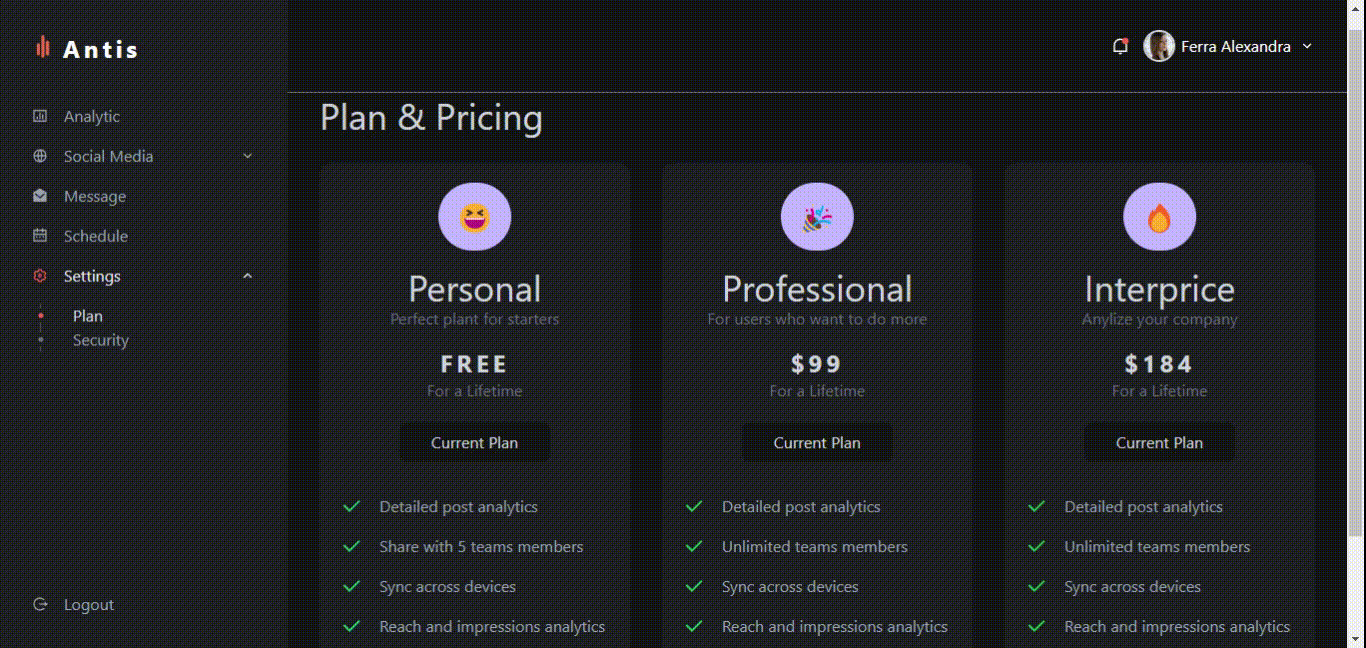 Antis
Ferra Alexandra
Analytic
Social Media
Message
Schedule
Settings
Plan
Security
Logout
Plan & Pricing
Personal
Perfect plant for starters
FREE
For a Lifetime
Current Plan
Detailed post analytics
Share with 5 teams members
Sync across devices
Reach and impressions analytics
Professional
For users who want to do more
$99
For a Lifetime
Current Plan
Detailed post analytics
Unlimited teams members
Sync across devices
Reach and impressions analytics
Interprice
Anylize your company
$184
For a Lifetime
Current Plan
Detailed post analytics
Unlimited teams members
Sync across devices
Reach and impressions analytics